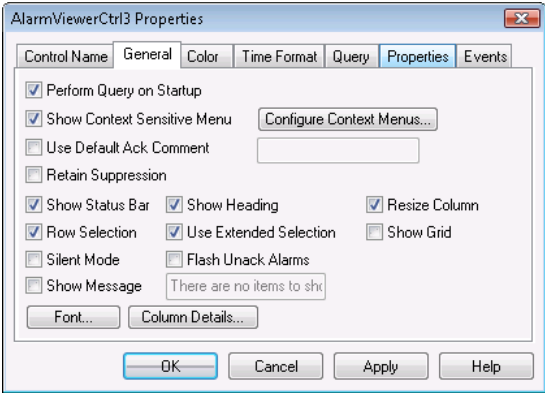 AlarmViewerCtrl3 Properties
Control Name General Color Time Format Query Properties Events
Perform Query on Startup
Show Context Sensitive Menu Configure Context Menus...
Use Default Ack Comment
Retain Suppression
Show Status Bar Show Heading Resize Column
Row Selection Use Extended Selection Show Grid
Silent Mode Flash Unack Alarms
Show Message There are no items to
Font... Column Details...
OK Cancel Apply Help